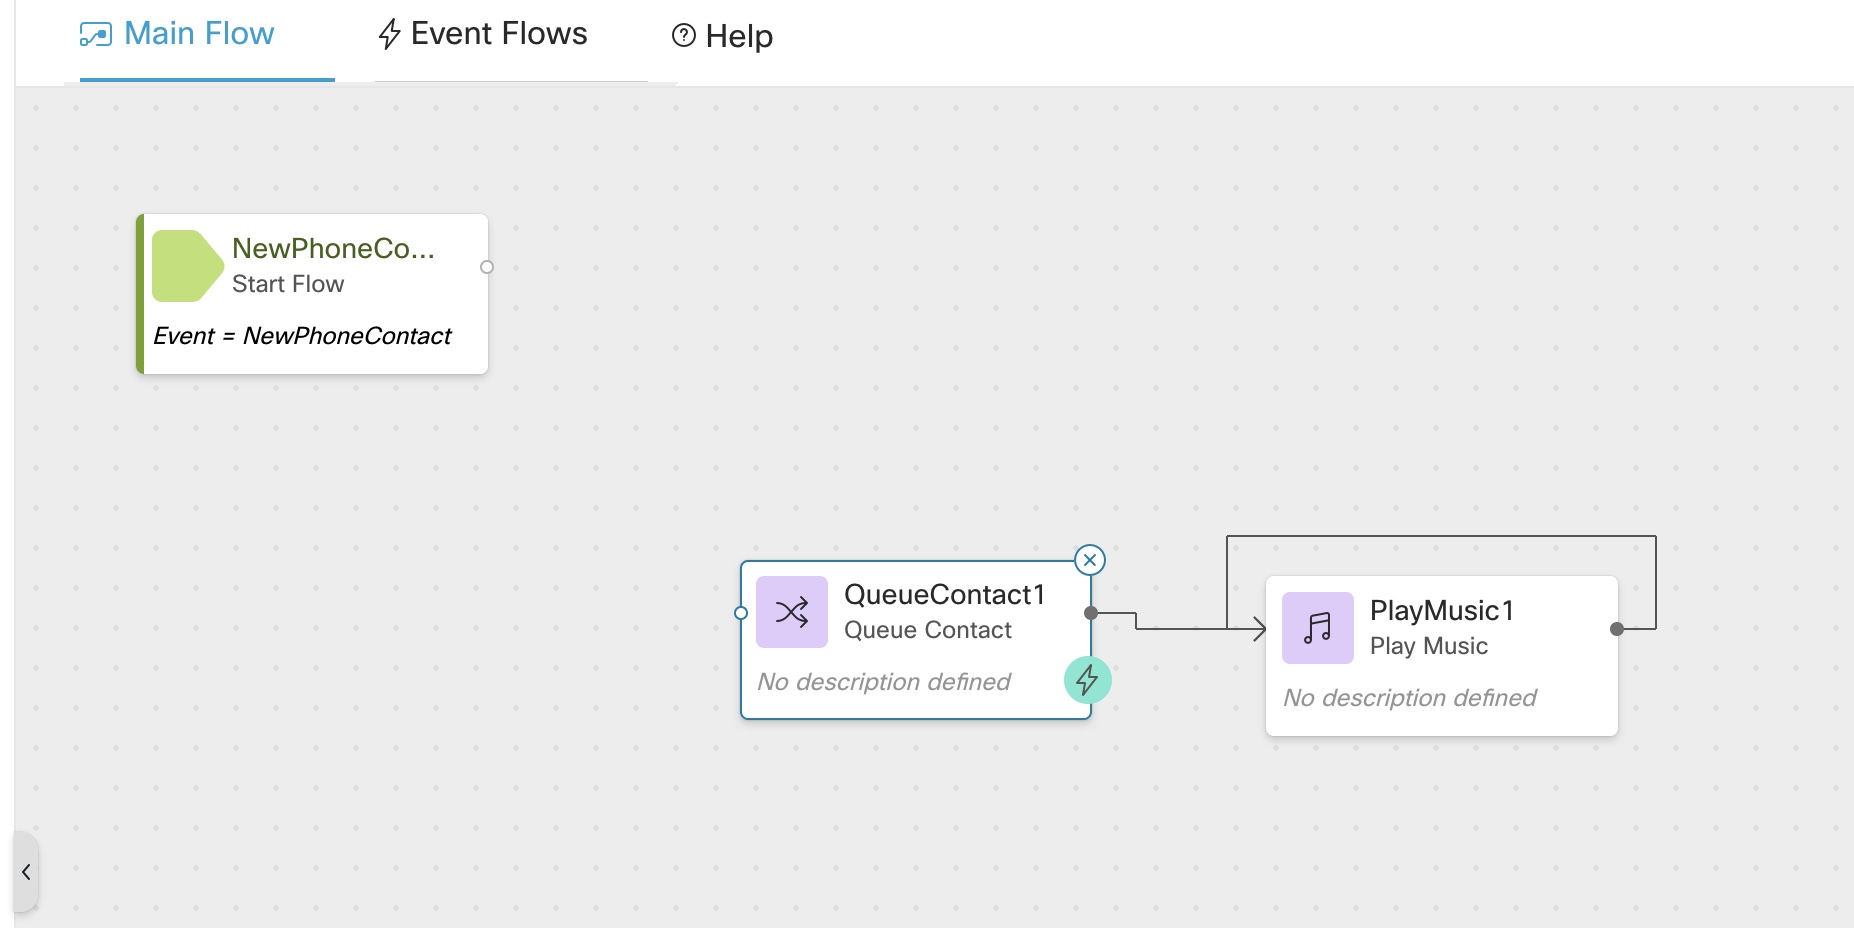 Main Flow
Event Flows
Help
NewPhoneCo...
Start Flow
Event = NewPhoneContact
QueueContact1
Queue Contact
No description defined
PlayMusic1
Play Music
No description defined